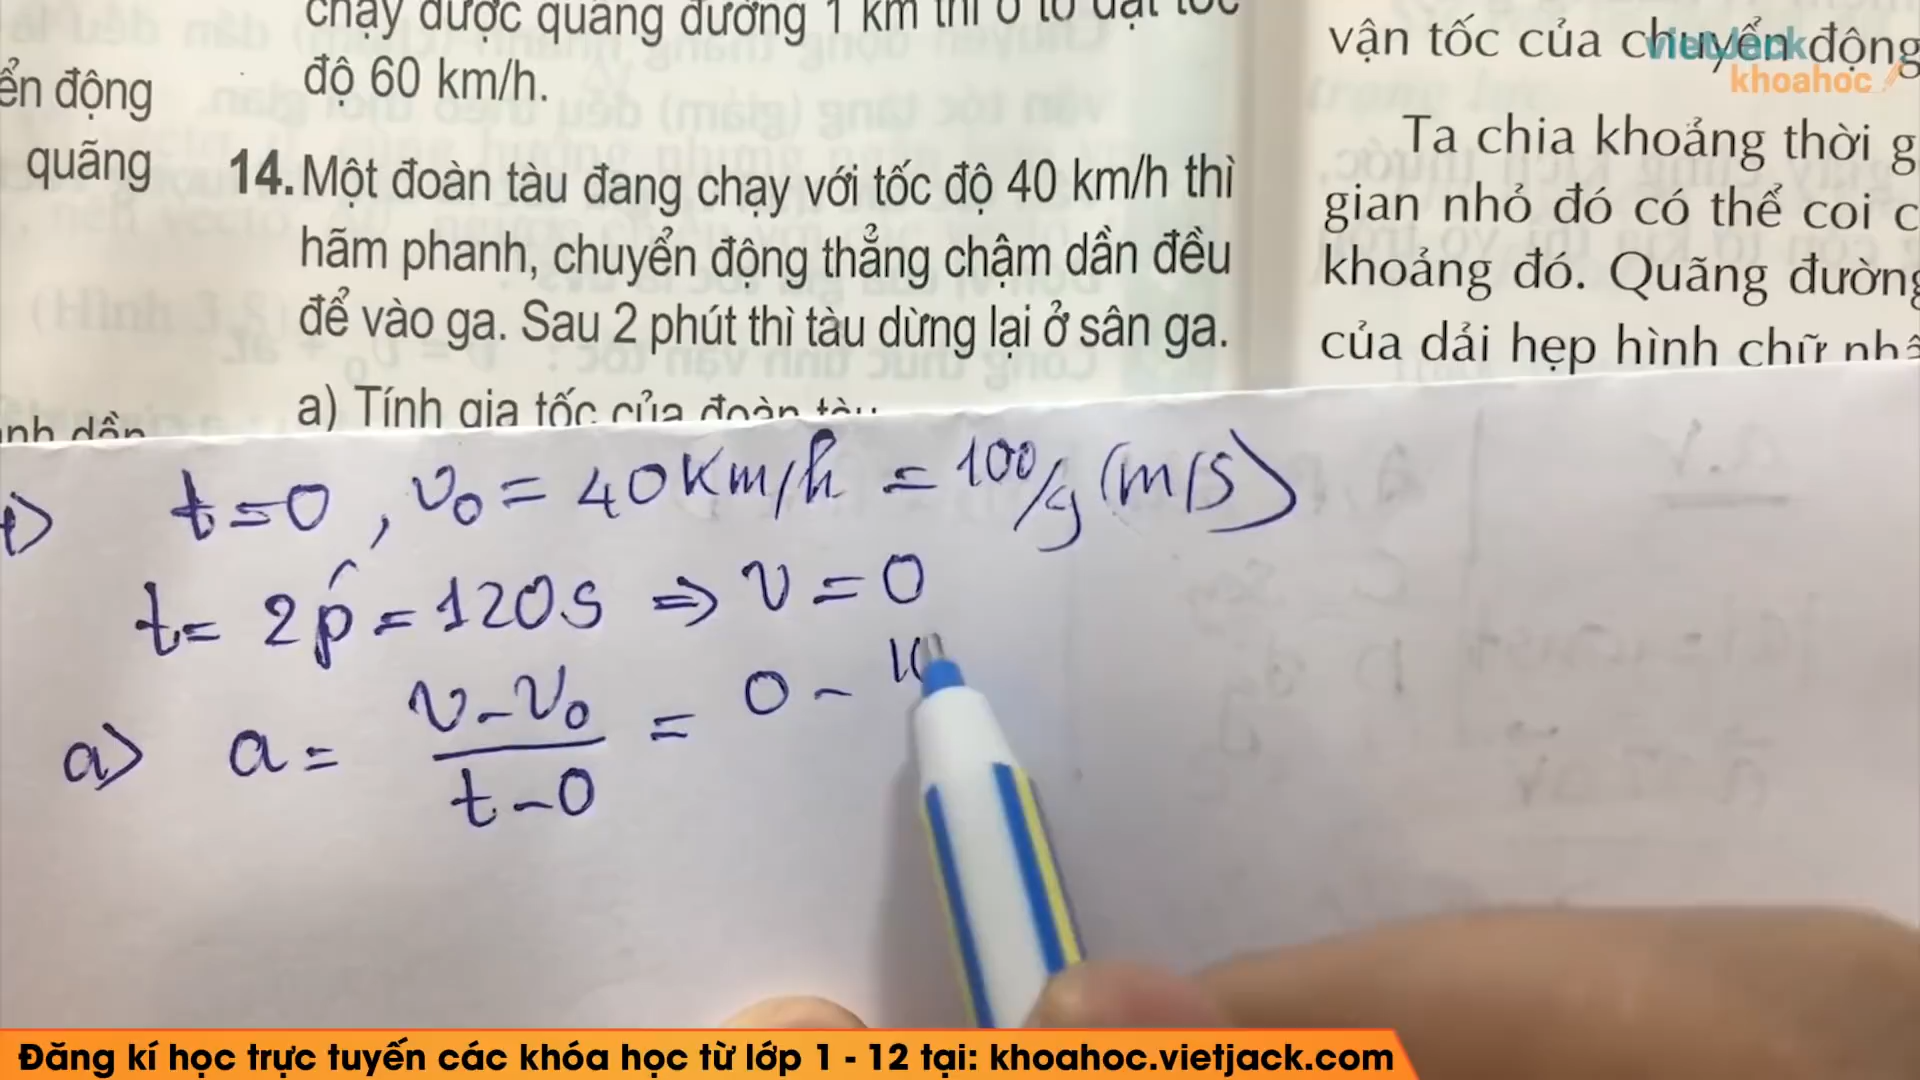 chạy được quãng đường 1 km thì ô tô đạt tốc
độ 60 km/h.
ển động
quãng
14. Một đoàn tàu đang chạy với tốc độ 40 km/h thì
hãm phanh, chuyển động thẳng chậm dần đều
để vào ga. Sau 2 phút thì tàu dừng lại ở sân ga.
a) Tính gia tốc của đoàn tàu.
nh dần
vận tốc của chuyển động
vietjack
khoahoc
Ta chia khoảng thời g
gian nhỏ đó có thể coi c
khoảng đó. Quãng đường
của dải hẹp hình chữ nhâ
t=0, v₀ = 40km/h = 100/9 (m/s)
t= 2p = 120s ⇒ v = 0
a) a = (v - v₀)/(t - 0) = 0 - 10
Đăng kí học trực tuyến các khóa học từ lớp 1 - 12 tại: khoahoc.vietjack.com